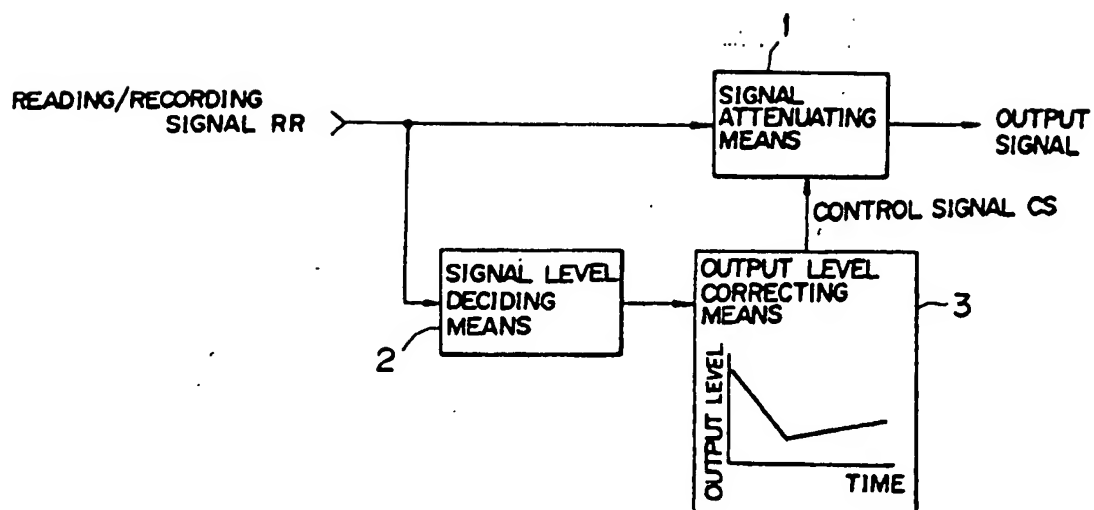 1
READING/RECORDING
SIGNAL RR
SIGNAL
ATTENUATING
MEANS
OUTPUT
SIGNAL
CONTROL SIGNAL CS
SIGNAL LEVEL
DECIDING
MEANS
2
OUTPUT LEVEL
CORRECTING
MEANS
3
OUTPUT LEVEL
TIME